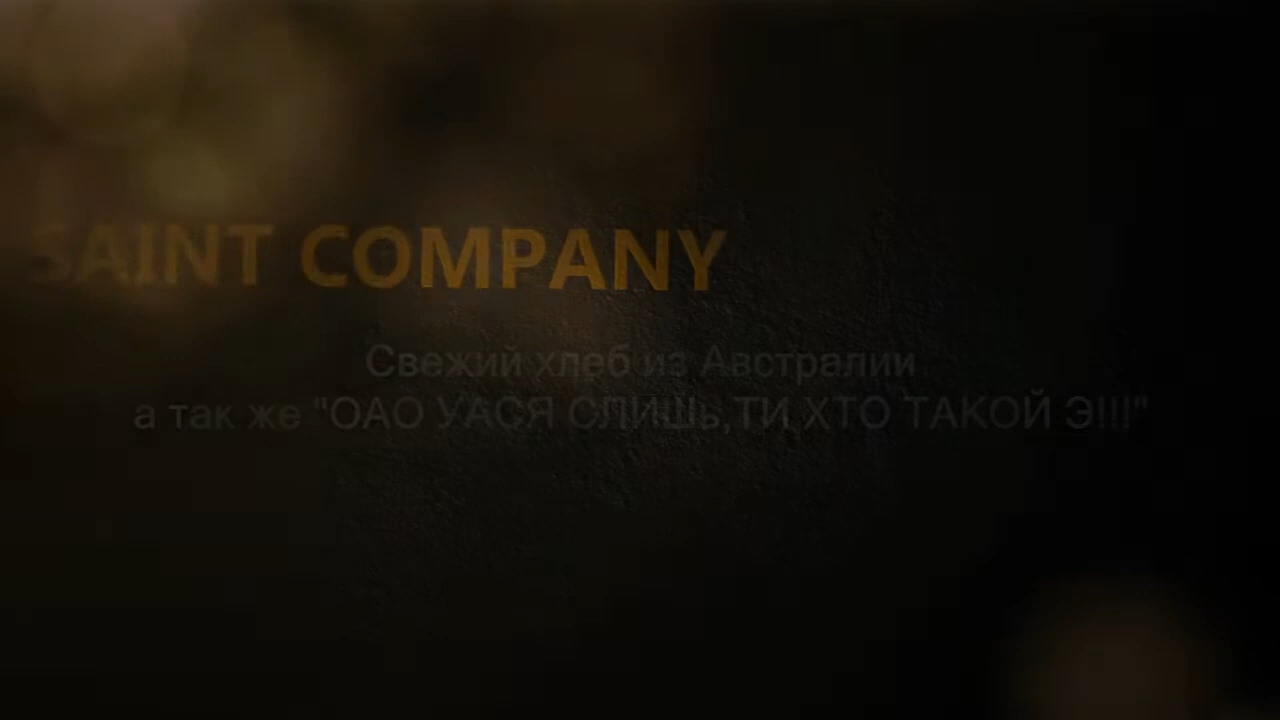 SAINT COMPANY
Свежий хлеб из Австралии
а так же "ОАО УАСЯ СЛИШЬ,ТИ ХТО ТАКОЙ Э!!!"